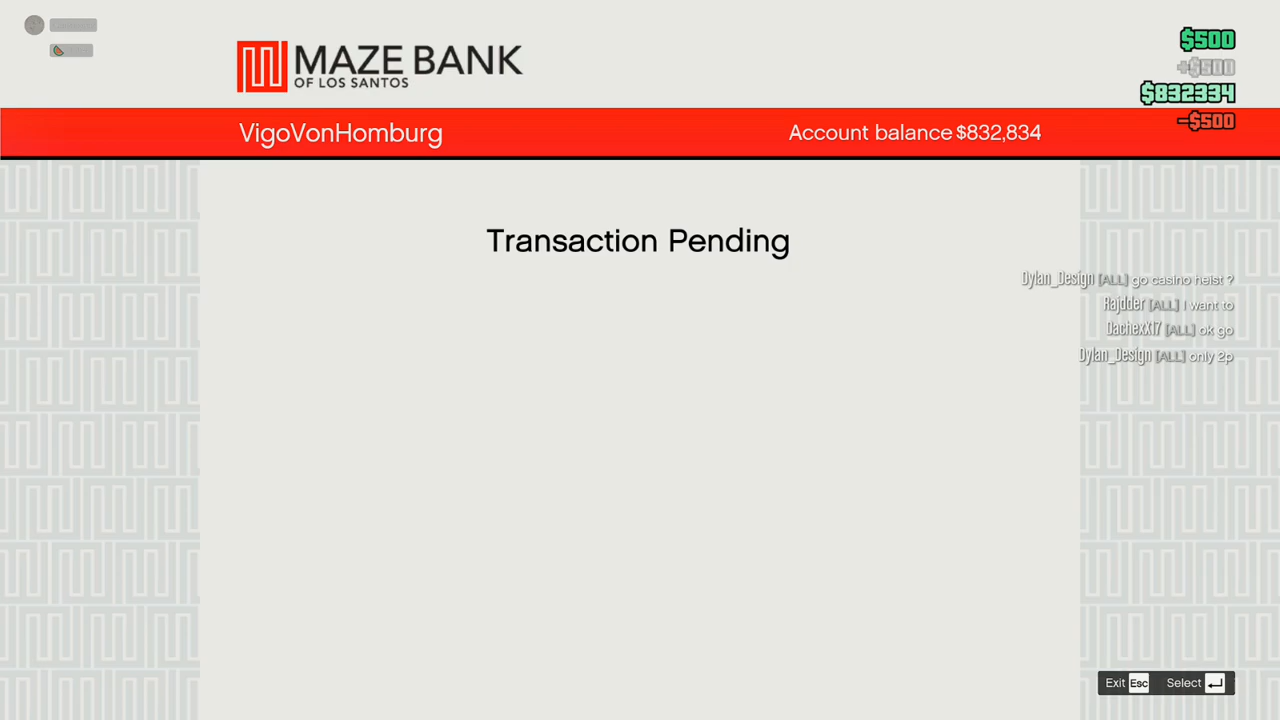 MAZE BANK
OF LOS SANTOS
$500
+$500
$832334
-$500
VigoVonHomburg
Account balance $832,834
Transaction Pending
Dylan_Design [ALL] go casino heist ?
Rajdder [ALL] I want to
DachexX17 [ALL] ok go
Dylan_Design [ALL] only 2p
Exit Esc Select